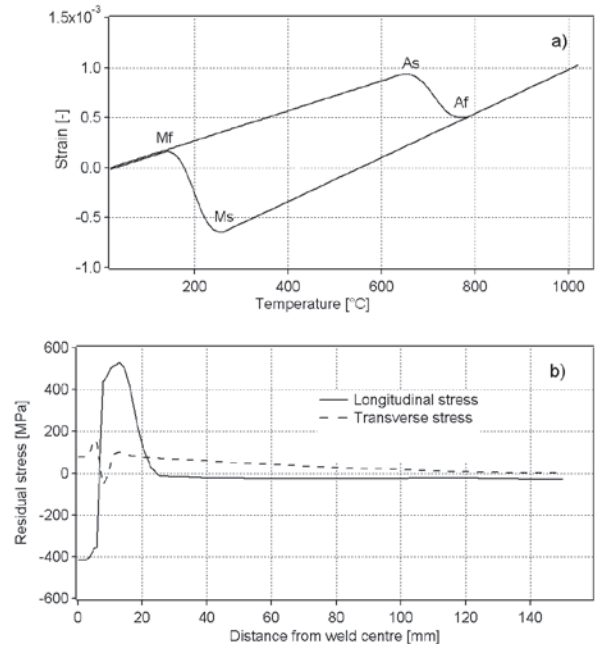 1.5x10⁻³
a)
1.0
As
0.5
Af
Strain [-]
Mf
0.0
-0.5
Ms
-1.0
200 400 600 800 1000
Temperature [°C]
600
b)
400
Longitudinal stress
Transverse stress
200
0
Residual stress [MPa]
-200
-400
-600
0 20 40 60 80 100 120 140
Distance from weld centre [mm]